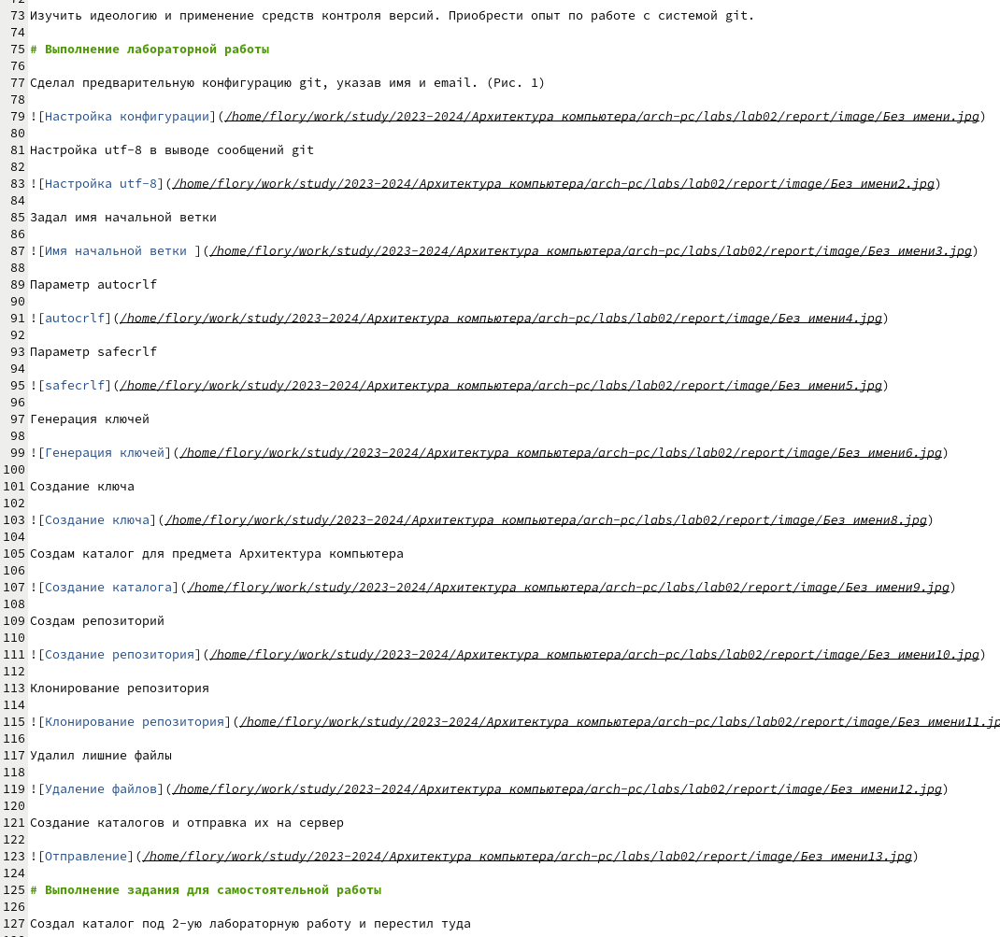 73 Изучить идеологию и применение средств контроля версий. Приобрести опыт по работе с системой git.
74
75 # Выполнение лабораторной работы
76
77 Сделал предварительную конфигурацию git, указав имя и email. (Рис. 1)
78
79 ![Настройка конфигурации](/home/flory/work/study/2023-2024/Архитектура компьютера/arch-pc/labs/lab02/report/image/Без имени.jpg)
80
81 Настройка utf-8 в выводе сообщений git
82
83 ![Настройка utf-8](/home/flory/work/study/2023-2024/Архитектура компьютера/arch-pc/labs/lab02/report/image/Без имени2.jpg)
84
85 Задал имя начальной ветки
86
87 ![Имя начальной ветки ](/home/flory/work/study/2023-2024/Архитектура компьютера/arch-pc/labs/lab02/report/image/Без имени3.jpg)
88
89 Параметр autocrlf
90
91 ![autocrlf](/home/flory/work/study/2023-2024/Архитектура компьютера/arch-pc/labs/lab02/report/image/Без имени4.jpg)
92
93 Параметр safecrlf
94
95 ![safecrlf](/home/flory/work/study/2023-2024/Архитектура компьютера/arch-pc/labs/lab02/report/image/Без имени5.jpg)
96
97 Генерация ключей
98
99 ![Генерация ключей](/home/flory/work/study/2023-2024/Архитектура компьютера/arch-pc/labs/lab02/report/image/Без имени6.jpg)
100
101 Создание ключа
102
103 ![Создание ключа](/home/flory/work/study/2023-2024/Архитектура компьютера/arch-pc/labs/lab02/report/image/Без имени8.jpg)
104
105 Создам каталог для предмета Архитектура компьютера
106
107 ![Создание каталога](/home/flory/work/study/2023-2024/Архитектура компьютера/arch-pc/labs/lab02/report/image/Без имени9.jpg)
108
109 Создам репозиторий
110
111 ![Создание репозитория](/home/flory/work/study/2023-2024/Архитектура компьютера/arch-pc/labs/lab02/report/image/Без имени10.jpg)
112
113 Клонирование репозитория
114
115 ![Клонирование репозитория](/home/flory/work/study/2023-2024/Архитектура компьютера/arch-pc/labs/lab02/report/image/Без имени11.jp
116
117 Удалил лишние файлы
118
119 ![Удаление файлов](/home/flory/work/study/2023-2024/Архитектура компьютера/arch-pc/labs/lab02/report/image/Без имени12.jpg)
120
121 Создание каталогов и отправка их на сервер
122
123 ![Отправление](/home/flory/work/study/2023-2024/Архитектура компьютера/arch-pc/labs/lab02/report/image/Без имени13.jpg)
124
125 # Выполнение задания для самостоятельной работы
126
127 Создал каталог под 2-ую лабораторную работу и перестил туда